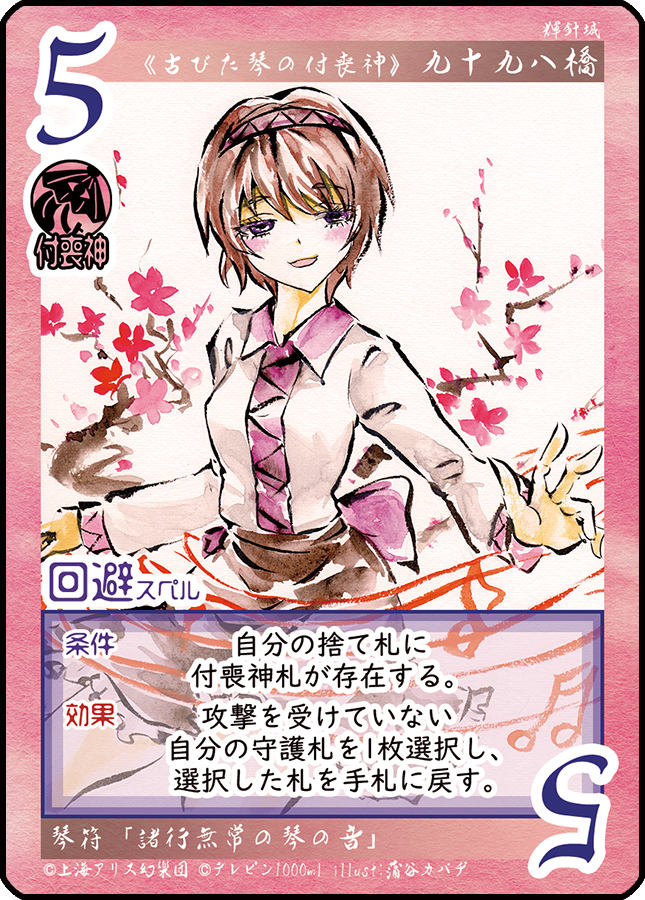 輝針城
5
《古びた琴の付喪神》 九十九八橋
付喪神
回避スペル
条件
自分の捨て札に
付喪神札が存在する。
効果
攻撃を受けていない
自分の守護札を1枚選択し、
選択した札を手札に戻す。
5
琴符「諸行無常の琴の音」
©上海アリス幻樂団 ©テレピン1000ml illust:蒲谷カバヂ